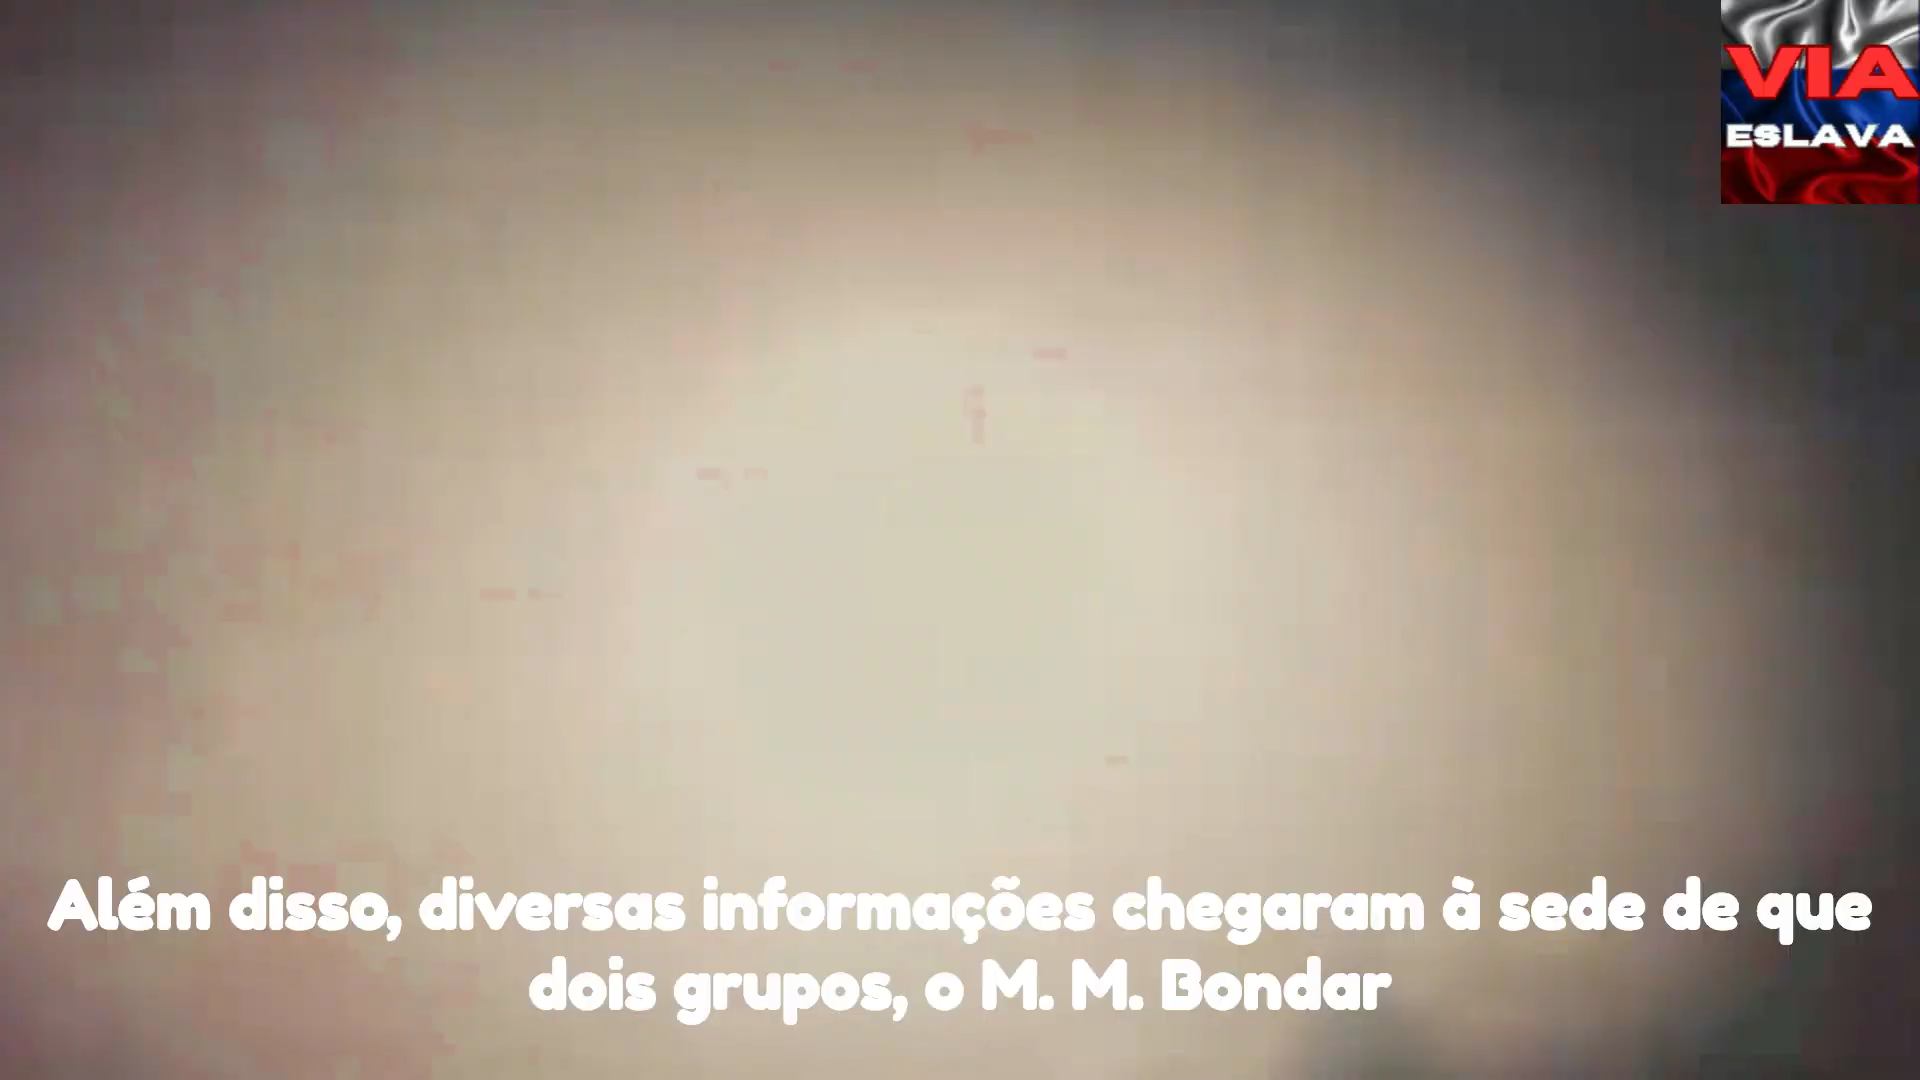 VIA
ESLAVA
Além disso, diversas informações chegaram à sede de que
dois grupos, o M. M. Bondar